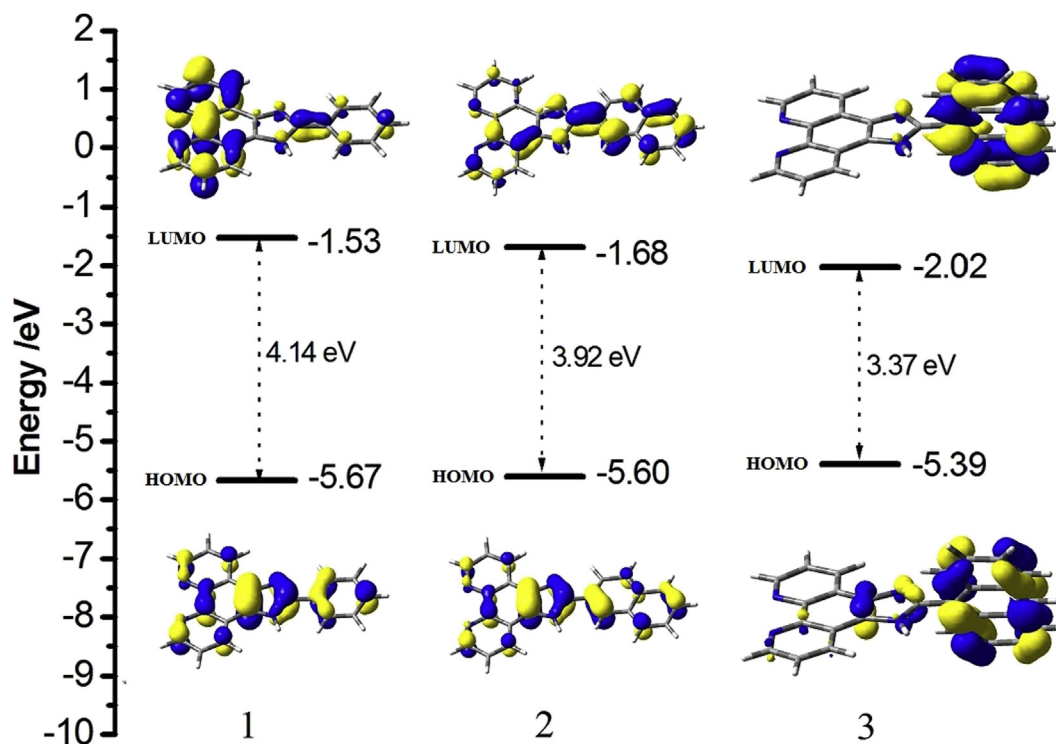 Energy /eV
2
1
0
-1
-2
-3
-4
-5
-6
-7
-8
-9
-10
LUMO -1.53
4.14 eV
HOMO -5.67
1
LUMO -1.68
3.92 eV
HOMO -5.60
2
LUMO -2.02
3.37 eV
HOMO -5.39
3